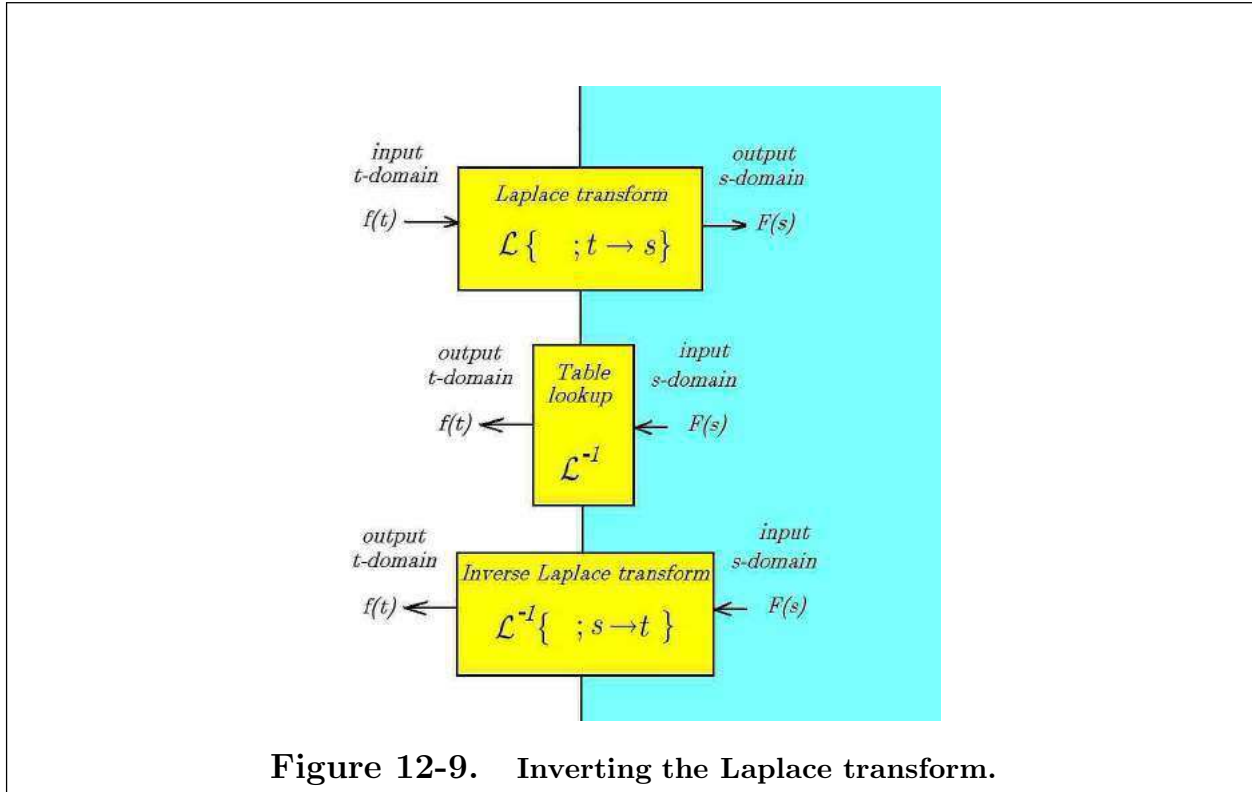 input
t-domain
f(t)
Laplace transform
ℒ{ ; t → s}
output
s-domain
F(s)
output
t-domain
f(t)
Table
lookup
ℒ⁻¹
input
s-domain
F(s)
output
t-domain
f(t)
Inverse Laplace transform
ℒ⁻¹{ ; s→t }
input
s-domain
F(s)
Figure 12-9. Inverting the Laplace transform.